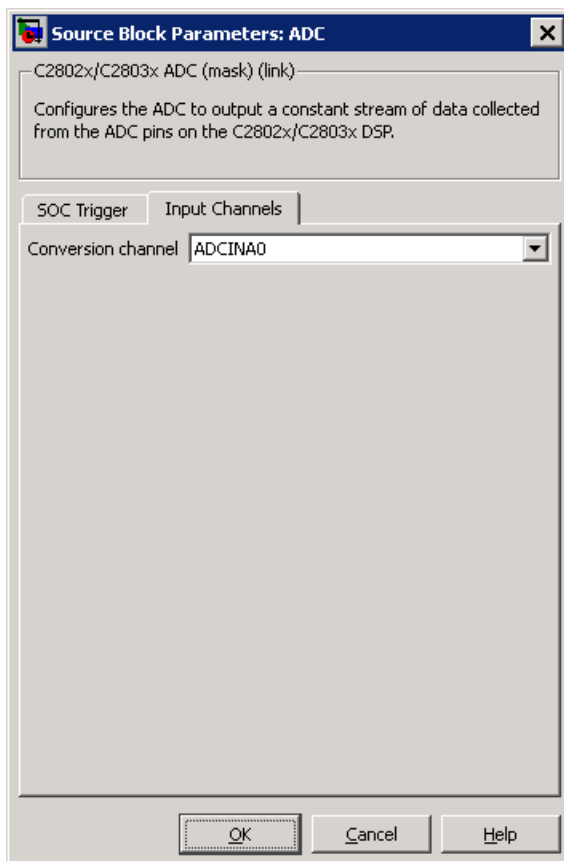 Source Block Parameters: ADC
C2802x/C2803x ADC (mask) (link)
Configures the ADC to output a constant stream of data collected
from the ADC pins on the C2802x/C2803x DSP.
SOC Trigger Input Channels
Conversion channel ADCINA0
OK Cancel Help